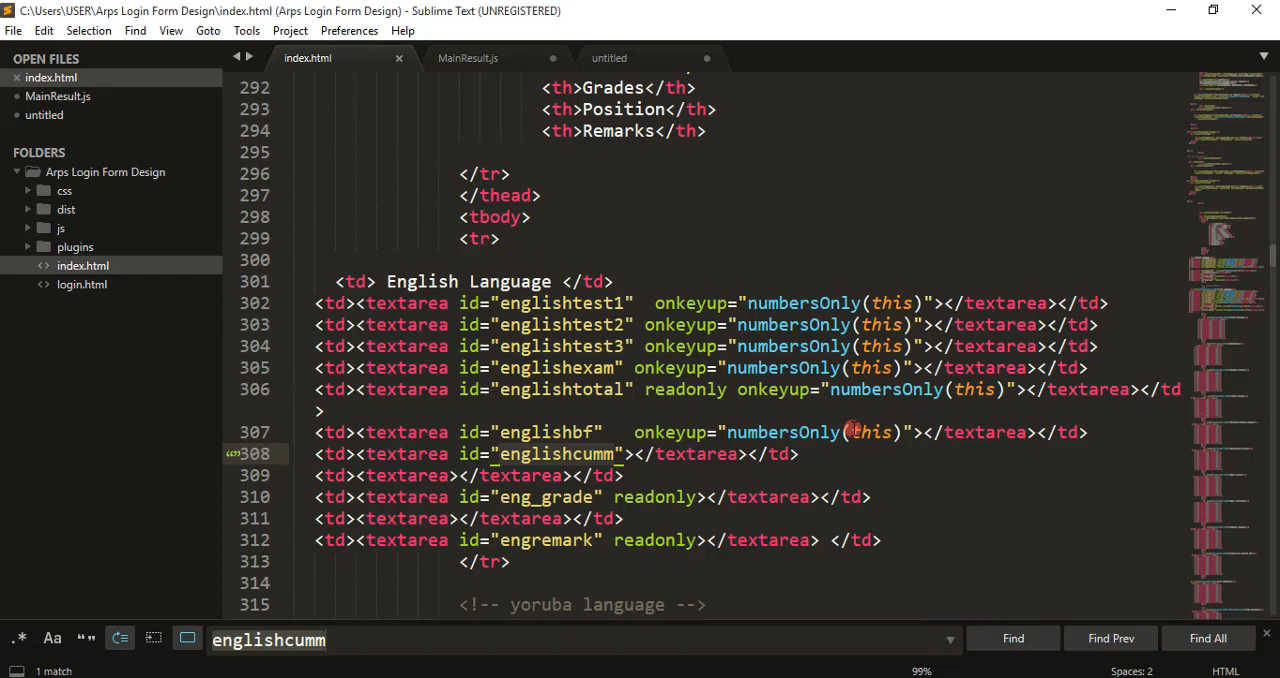 C:\Users\USER\Arps Login Form Design\index.html (Arps Login Form Design) - Sublime Text (UNREGISTERED)
File Edit Selection Find View Goto Tools Project Preferences Help
OPEN FILES
index.html
MainResult.js
untitled
FOLDERS
Arps Login Form Design
css
dist
js
plugins
index.html
login.html
index.html MainResult.js untitled
292 <th>Grades</th>
293 <th>Position</th>
294 <th>Remarks</th>
295
296 </tr>
297 </thead>
298 <tbody>
299 <tr>
300
301 <td> English Language </td>
302 <td><textarea id="englishtest1" onkeyup="numbersOnly(this)"></textarea></td>
303 <td><textarea id="englishtest2" onkeyup="numbersOnly(this)"></textarea></td>
304 <td><textarea id="englishtest3" onkeyup="numbersOnly(this)"></textarea></td>
305 <td><textarea id="englishexam" onkeyup="numbersOnly(this)"></textarea></td>
306 <td><textarea id="englishtotal" readonly onkeyup="numbersOnly(this)"></textarea></td
>
307 <td><textarea id="englishbf" onkeyup="numbersOnly(this)"></textarea></td>
308 <td><textarea id="englishcumm"></textarea></td>
309 <td><textarea></textarea></td>
310 <td><textarea id="eng_grade" readonly></textarea></td>
311 <td><textarea></textarea></td>
312 <td><textarea id="engremark" readonly></textarea> </td>
313 </tr>
314
315 <!-- yoruba language -->
.* Aa “” englishcumm Find Find Prev Find All
1 match 99% Spaces: 2 HTML